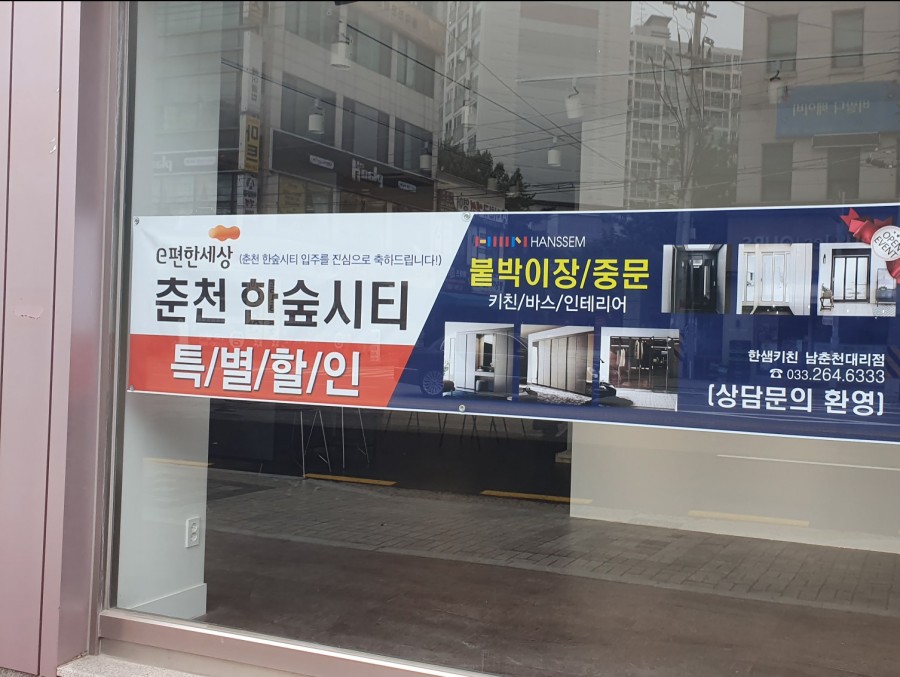 e편한세상
(춘천 한숲시티 입주를 진심으로 축하드립니다!)
춘천 한숲시티
특/별/할/인
HANSSEM
붙박이장/중문
키친/바스/인테리어
OPEN
EVENT
한샘키친 남춘천대리점
☎ 033.264.6333
[상담문의 환영]